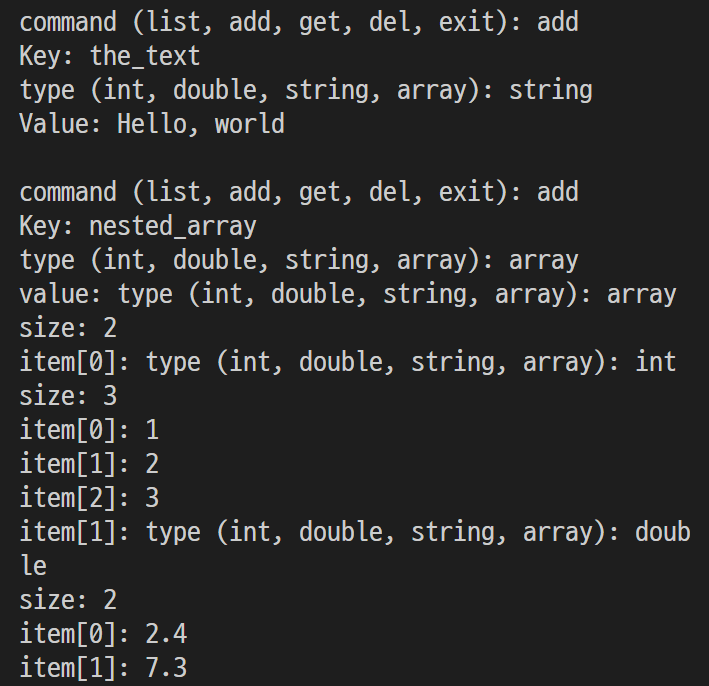 command (list, add, get, del, exit): add
Key: the_text
type (int, double, string, array): string
Value: Hello, world

command (list, add, get, del, exit): add
Key: nested_array
type (int, double, string, array): array
value: type (int, double, string, array): array
size: 2
item[0]: type (int, double, string, array): int
size: 3
item[0]: 1
item[1]: 2
item[2]: 3
item[1]: type (int, double, string, array): doub
le
size: 2
item[0]: 2.4
item[1]: 7.3